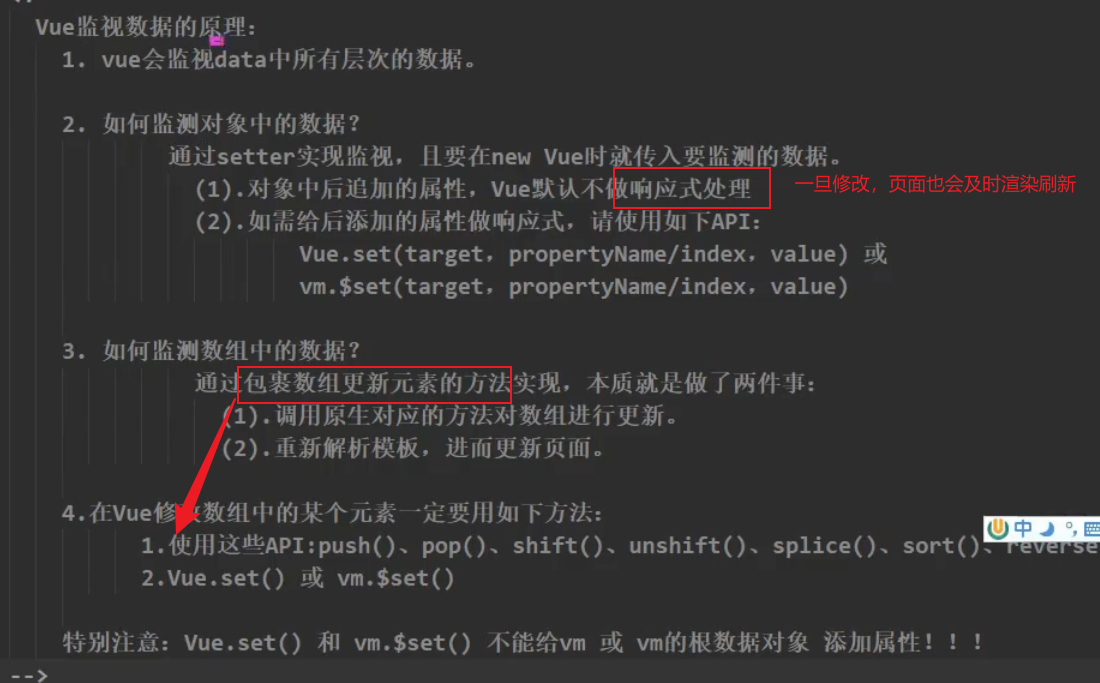 Vue监视数据的原理：
1. vue会监视data中所有层次的数据。
2. 如何监测对象中的数据？
通过setter实现监视，且要在new Vue时就传入要监测的数据。
(1).对象中后追加的属性，Vue默认不做响应式处理
一旦修改，页面也会及时渲染刷新
(2).如需给后添加的属性做响应式，请使用如下API：
Vue.set(target，propertyName/index，value) 或
vm.$set(target，propertyName/index，value)
3. 如何监测数组中的数据？
通过包裹数组更新元素的方法实现，本质就是做了两件事：
(1).调用原生对应的方法对数组进行更新。
(2).重新解析模板，进而更新页面。
4.在Vue修改数组中的某个元素一定要用如下方法：
中
1.使用这些API:push()、pop()、shift()、unshift()、splice()、sort()、reverse
2.Vue.set() 或 vm.$set()
特别注意：Vue.set() 和 vm.$set() 不能给vm 或 vm的根数据对象 添加属性！！！
-->